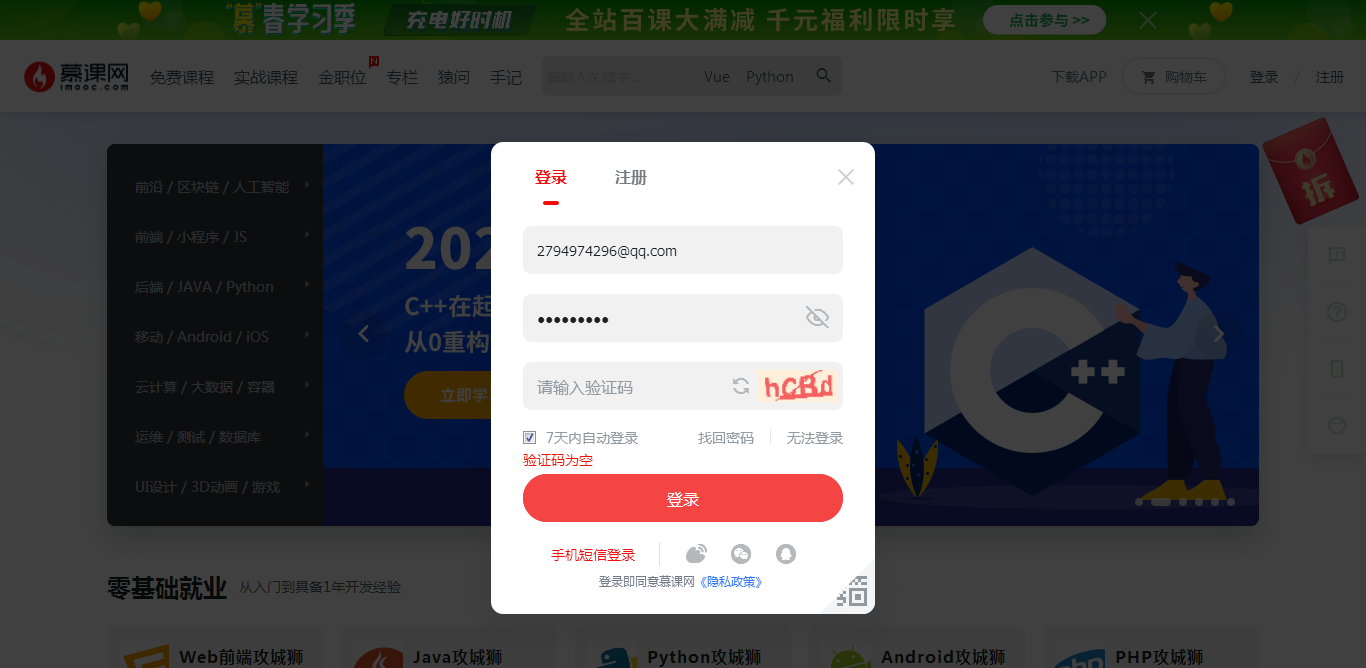 “慕”春学习季 充电好时机 全站百课大满减 千元福利限时享 点击参与 >>
慕课网 imooc.com 免费课程 实战课程 金职位 N 专栏 猿问 手记 请输入关键字... Vue Python 下载APP 购物车 登录 / 注册
拆
前沿 / 区块链 / 人工智能
前端 / 小程序 / JS
后端 / JAVA / Python
移动 / Android / iOS
云计算 / 大数据 / 容器
运维 / 测试 / 数据库
UI设计 / 3D动画 / 游戏
202
C++在起
从0重构
立即学
C++
登录 注册
2794974296@qq.com
•••••••••
请输入验证码 hCBd
7天内自动登录 找回密码 无法登录
验证码为空
登录
手机短信登录
登录即同意慕课网《隐私政策》
零基础就业 从入门到具备1年开发经验
Web前端攻城狮 Java攻城狮 Python攻城狮 Android攻城狮 PHP攻城狮
php